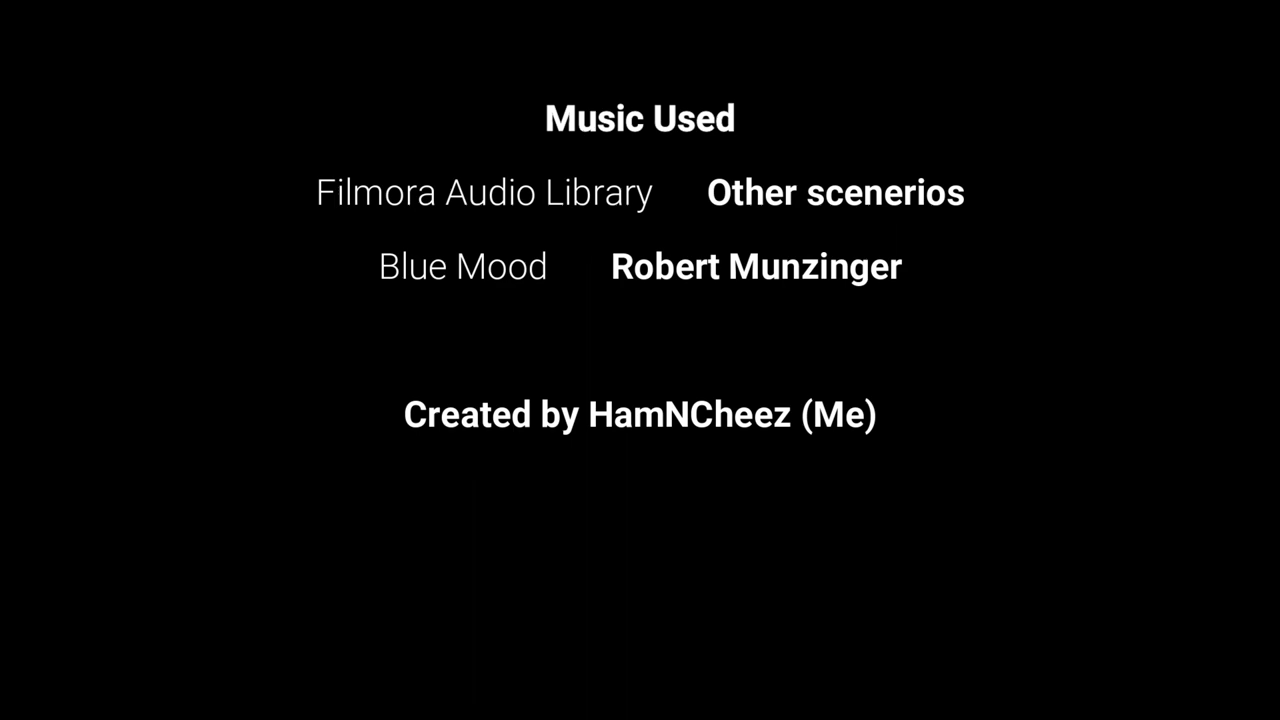 Music Used
Filmora Audio Library Other scenerios
Blue Mood Robert Munzinger
Created by HamNCheez (Me)